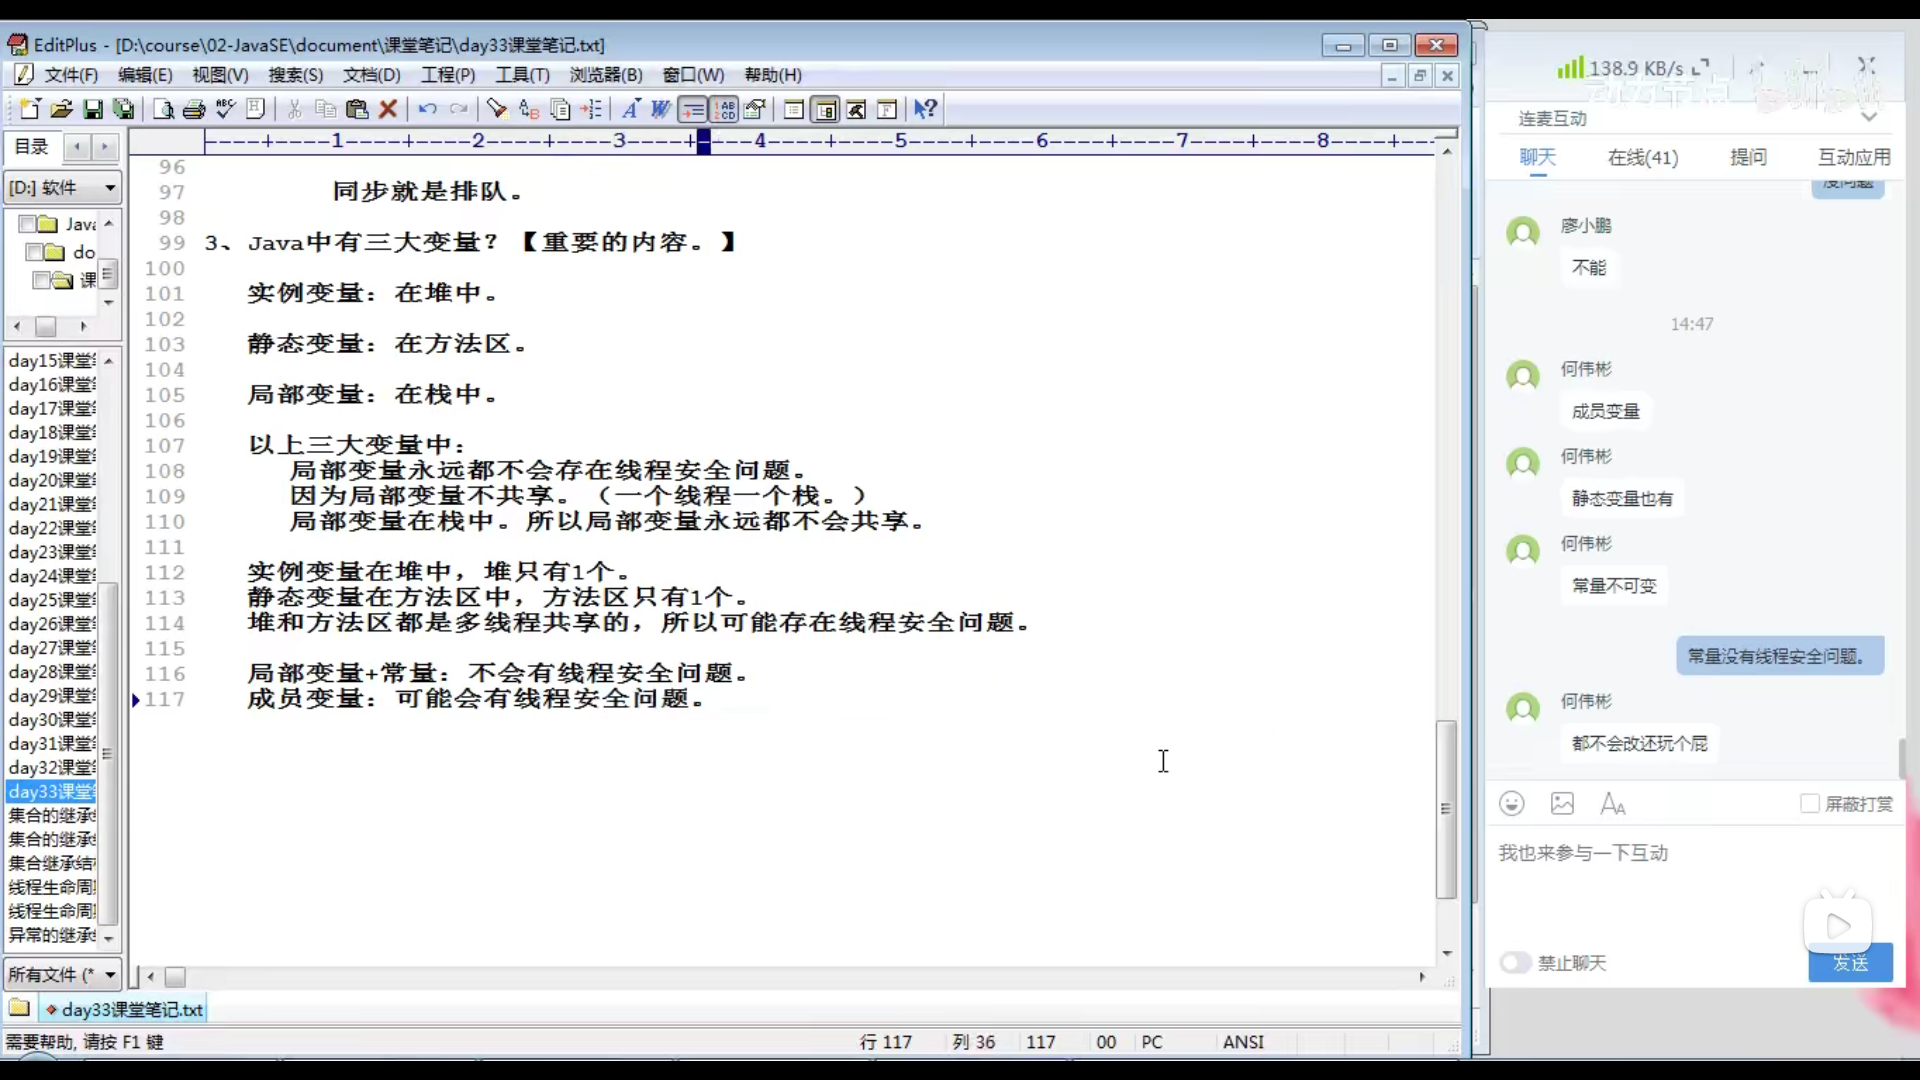 EditPlus - [D:\course\02-JavaSE\document\课堂笔记\day33课堂笔记.txt]
文件(F) 编辑(E) 视图(V) 搜索(S) 文档(D) 工程(P) 工具(T) 浏览器(B) 窗口(W) 帮助(H)
目录
[D:] 软件
Java
do
课
day15课堂
day16课堂
day17课堂
day18课堂
day19课堂
day20课堂
day21课堂
day22课堂
day23课堂
day24课堂
day25课堂
day26课堂
day27课堂
day28课堂
day29课堂
day30课堂
day31课堂
day32课堂
day33课堂
集合的继承
集合的继承
集合继承结
线程生命周
线程生命周
异常的继承
所有文件 (*
----+----1----+----2----+----3----+----4----+----5----+----6----+----7----+----8----+--
96
97 同步就是排队。
98
99 3、Java中有三大变量?【重要的内容。】
100
101 实例变量:在堆中。
102
103 静态变量:在方法区。
104
105 局部变量:在栈中。
106
107 以上三大变量中:
108 局部变量永远都不会存在线程安全问题。
109 因为局部变量不共享。(一个线程一个栈。)
110 局部变量在栈中。所以局部变量永远都不会共享。
111
112 实例变量在堆中,堆只有1个。
113 静态变量在方法区中,方法区只有1个。
114 堆和方法区都是多线程共享的,所以可能存在线程安全问题。
115
116 局部变量+常量:不会有线程安全问题。
117 成员变量:可能会有线程安全问题。
day33课堂笔记.txt
需要帮助, 请按 F1 键
行 117 列 36 117 00 PC ANSI
138.9 KB/s
动力节点
连麦互动
聊天 在线(41) 提问 互动应用
没问题
廖小鹏
不能
14:47
何伟彬
成员变量
何伟彬
静态变量也有
何伟彬
常量不可变
常量没有线程安全问题。
何伟彬
都不会改还玩个屁
屏蔽打赏
我也来参与一下互动
禁止聊天
发送